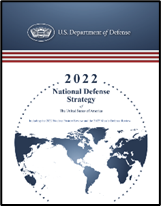 U.S. Department of Defense
2022
National Defense
Strategy
of
The United States of America